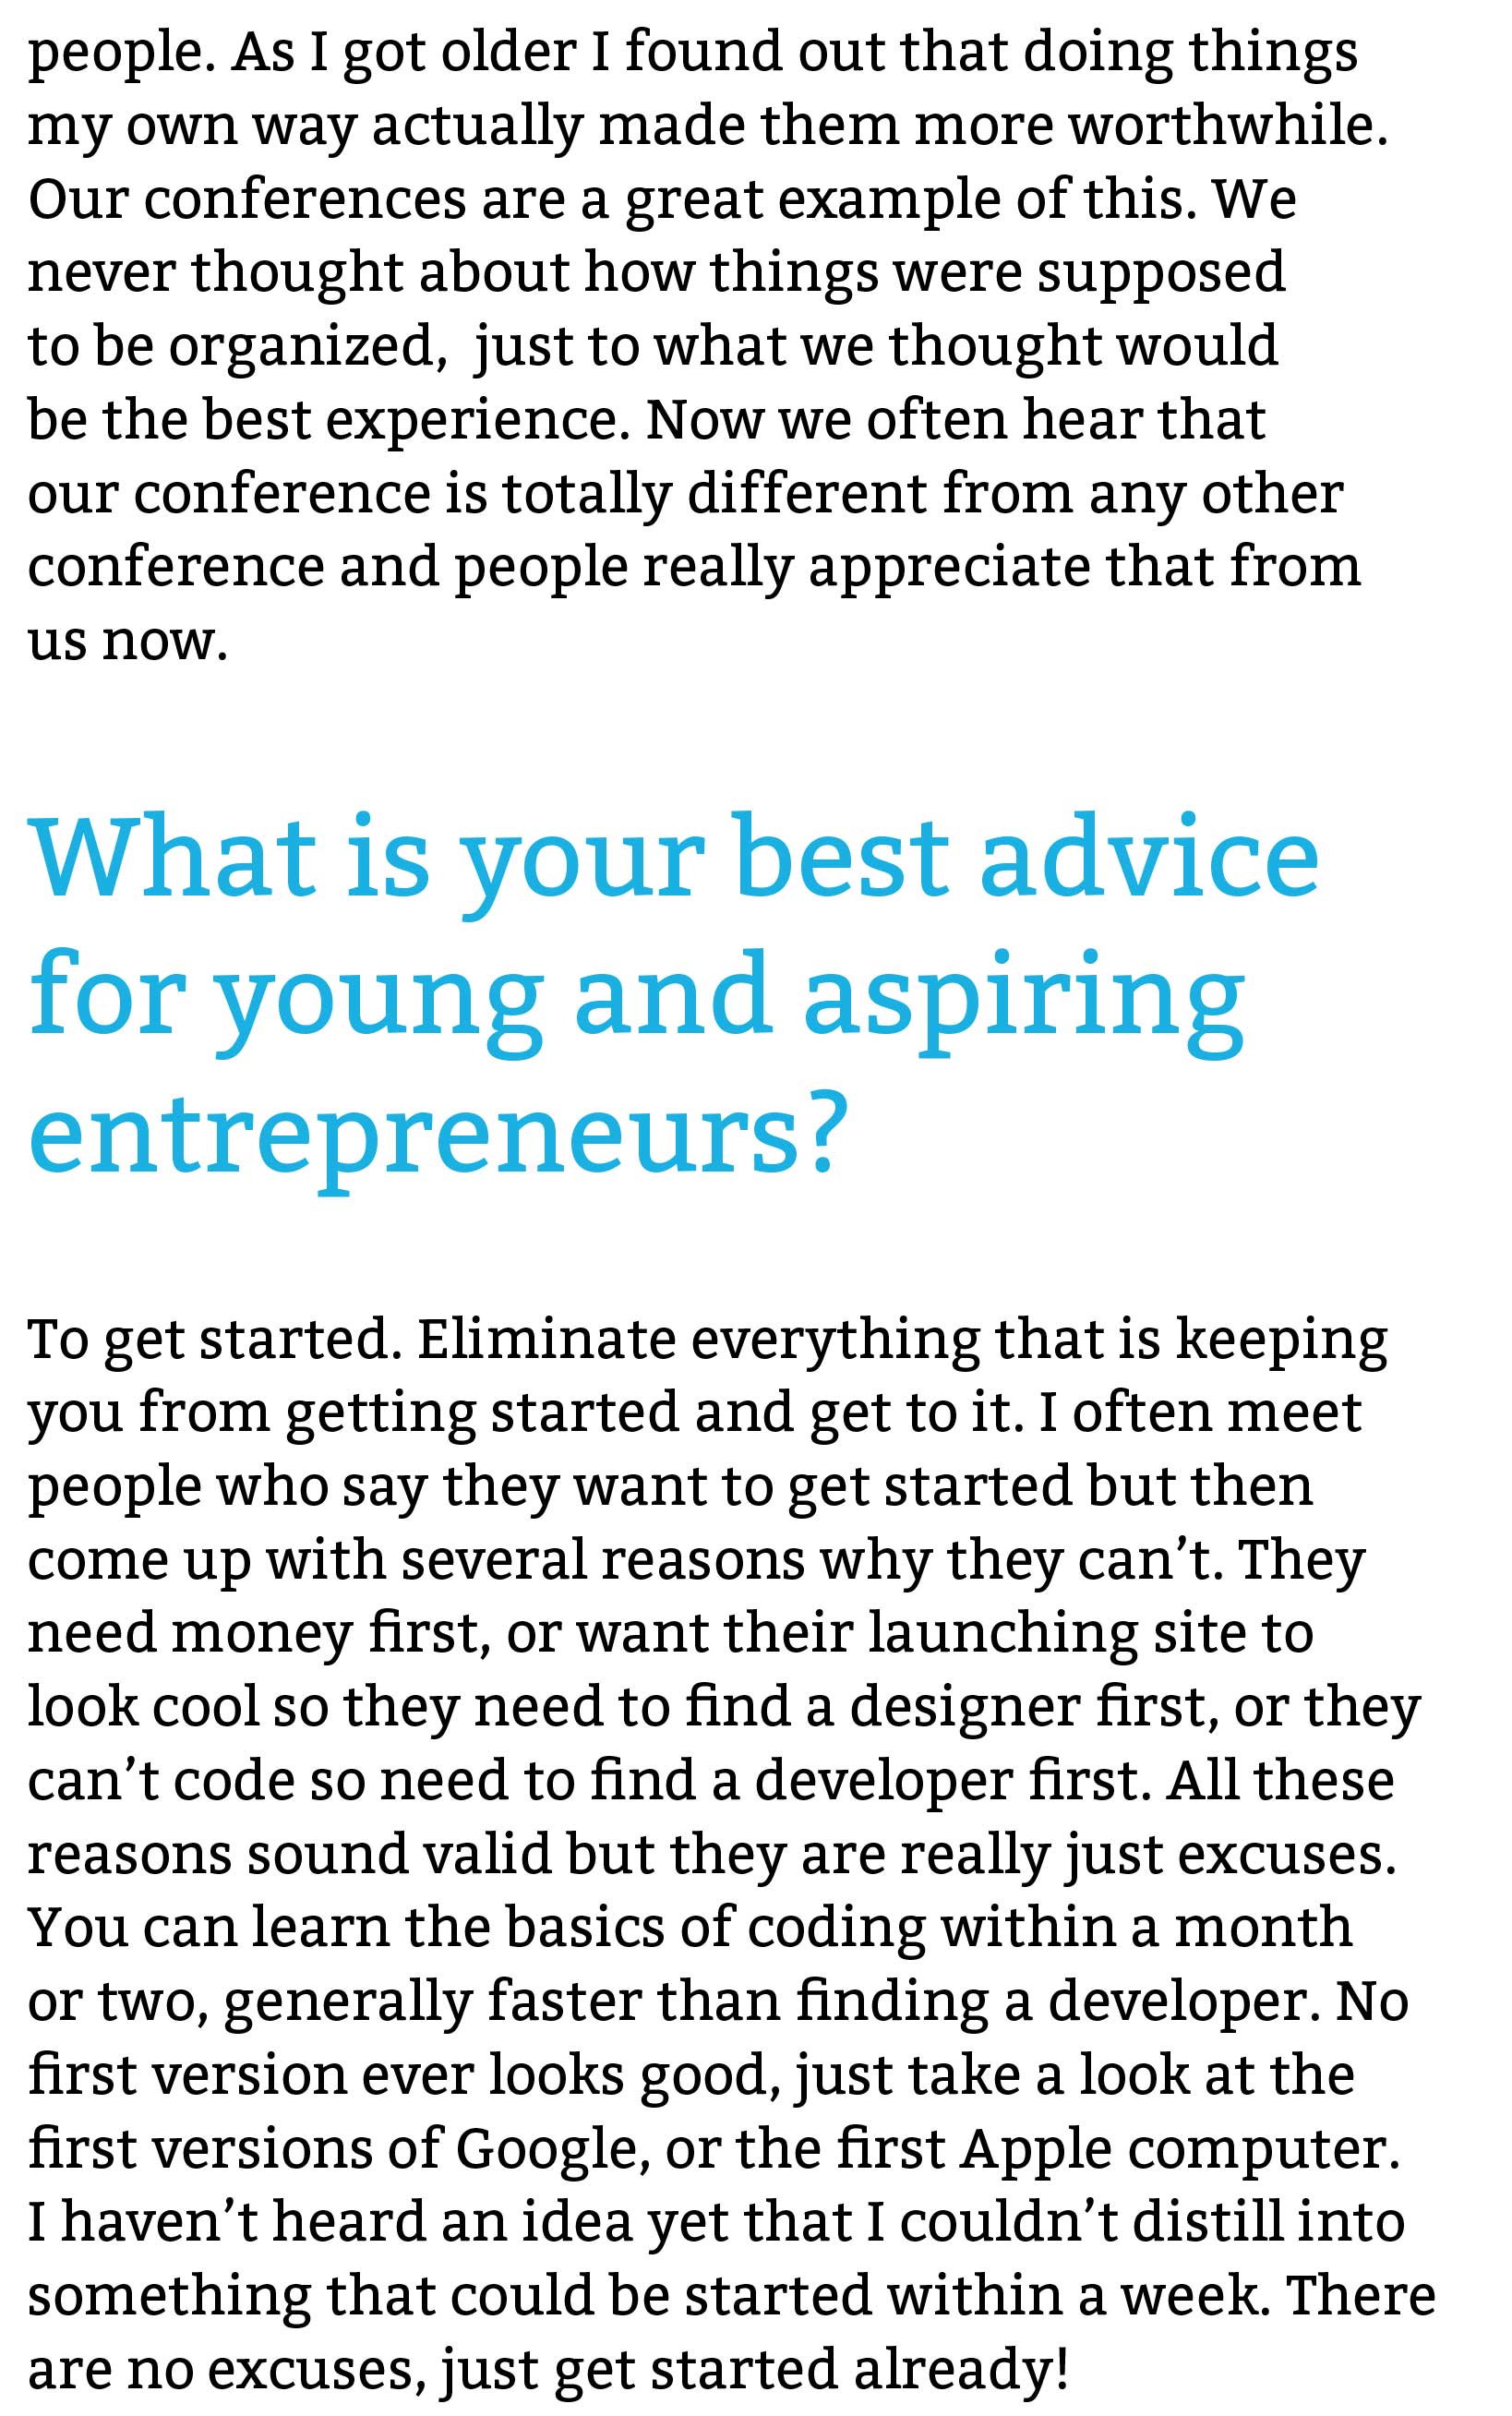 people. As I got older I found out that doing things
my own way actually made them more worthwhile.
Our conferences are a great example of this. We
never thought about how things were supposed
to be organized,  just to what we thought would
be the best experience. Now we often hear that
our conference is totally different from any other
conference and people really appreciate that from
us now.
What is your best advice
for young and aspiring
entrepreneurs?
To get started. Eliminate everything that is keeping
you from getting started and get to it. I often meet
people who say they want to get started but then
come up with several reasons why they can’t. They
need money first, or want their launching site to
look cool so they need to find a designer first, or they
can’t code so need to find a developer first. All these
reasons sound valid but they are really just excuses.
You can learn the basics of coding within a month
or two, generally faster than finding a developer. No
first version ever looks good, just take a look at the
first versions of Google, or the first Apple computer.
I haven’t heard an idea yet that I couldn’t distill into
something that could be started within a week. There
are no excuses, just get started already!